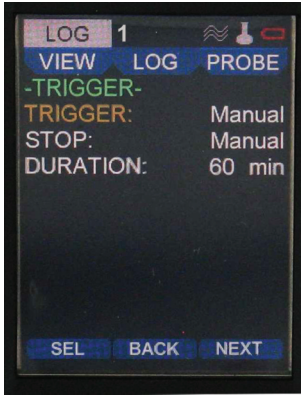 LOG 1
VIEW LOG PROBE
-TRIGGER-
TRIGGER: Manual
STOP: Manual
DURATION: 60 min
SEL BACK NEXT